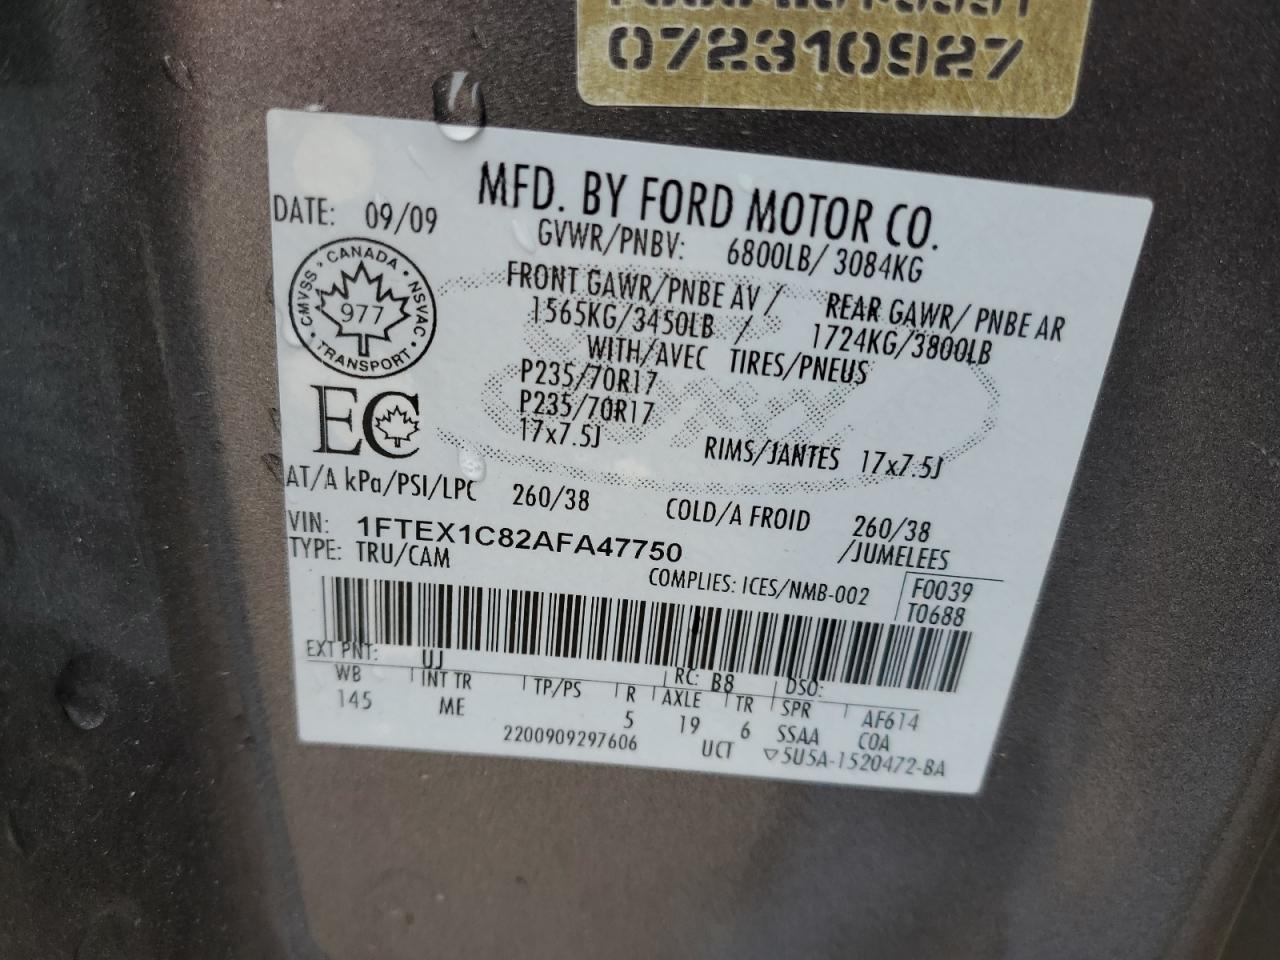 072310927
MFD. BY FORD MOTOR CO.
DATE: 09/09
GVWR/PNBV: 6800LB/ 3084KG
FRONT GAWR/PNBE AV / REAR GAWR/ PNBE AR
1565KG/3450LB / 1724KG/3800LB
WITH/AVEC TIRES/PNEUS
P235/70R17
P235/70R17
17x7.5J RIMS/JANTES 17x7.5J
CANADA
CMVSS NSVAC
977
TRANSPORT
EC
AT/A kPa/PSI/LPC 260/38 COLD/A FROID 260/38
VIN: 1FTEX1C82AFA47750 /JUMELEES
TYPE: TRU/CAM
COMPLIES: ICES/NMB-002 F0039
T0688
EXT PNT: UJ RC: B8 DSO:
WB INT TR TP/PS R AXLE TR SPR AF614
145 ME 5 19 6 SSAA COA
2200909297606 UCT ▽5U5A-1520472-BA